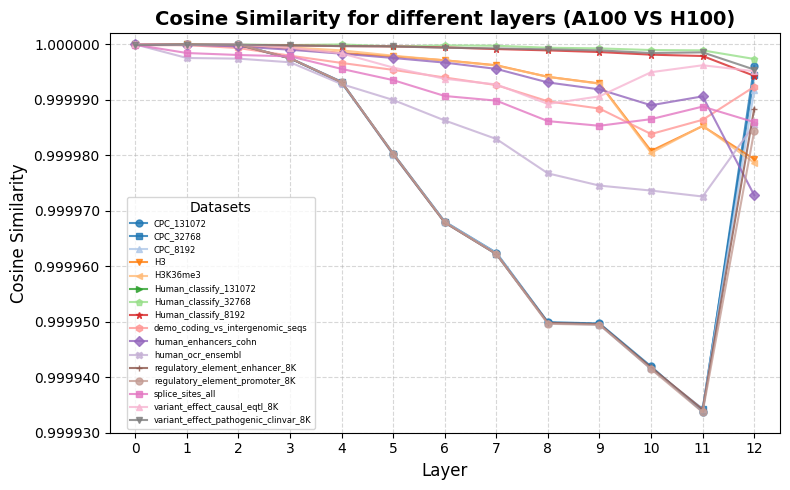 Cosine Similarity for different layers (A100 VS H100)
Cosine Similarity
1.000000
0.999990
0.999980
0.999970
0.999960
0.999950
0.999940
0.999930
Datasets
CPC_131072
CPC_32768
CPC_8192
H3
H3K36me3
Human_classify_131072
Human_classify_32768
Human_classify_8192
demo_coding_vs_intergenomic_seqs
human_enhancers_cohn
human_ocr_ensembl
regulatory_element_enhancer_8K
regulatory_element_promoter_8K
splice_sites_all
variant_effect_causal_eqtl_8K
variant_effect_pathogenic_clinvar_8K
0 1 2 3 4 5 6 7 8 9 10 11 12
Layer